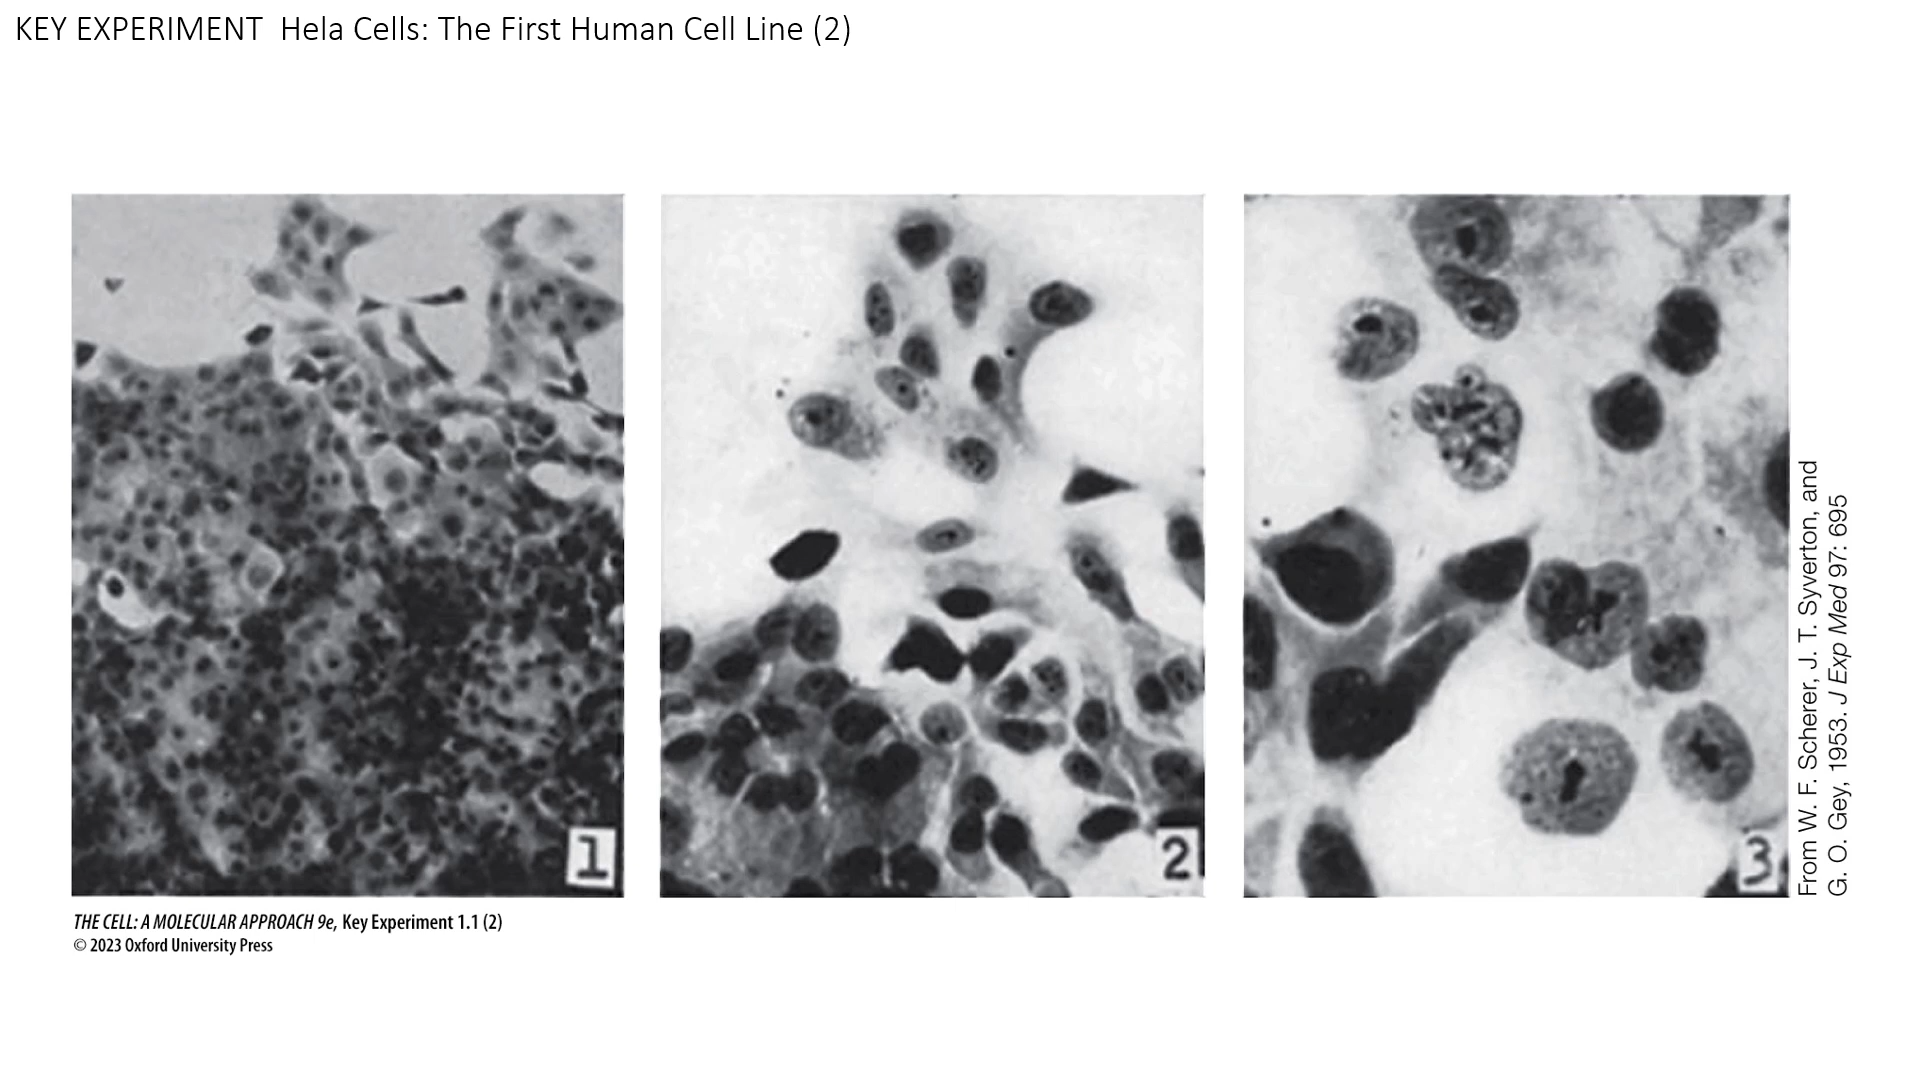 KEY EXPERIMENT Hela Cells: The First Human Cell Line (2)
1
2
3
From W. F. Scherer, J. T. Syverton, and
G. O. Gey, 1953. J Exp Med 97: 695
THE CELL: A MOLECULAR APPROACH 9e, Key Experiment 1.1 (2)
© 2023 Oxford University Press